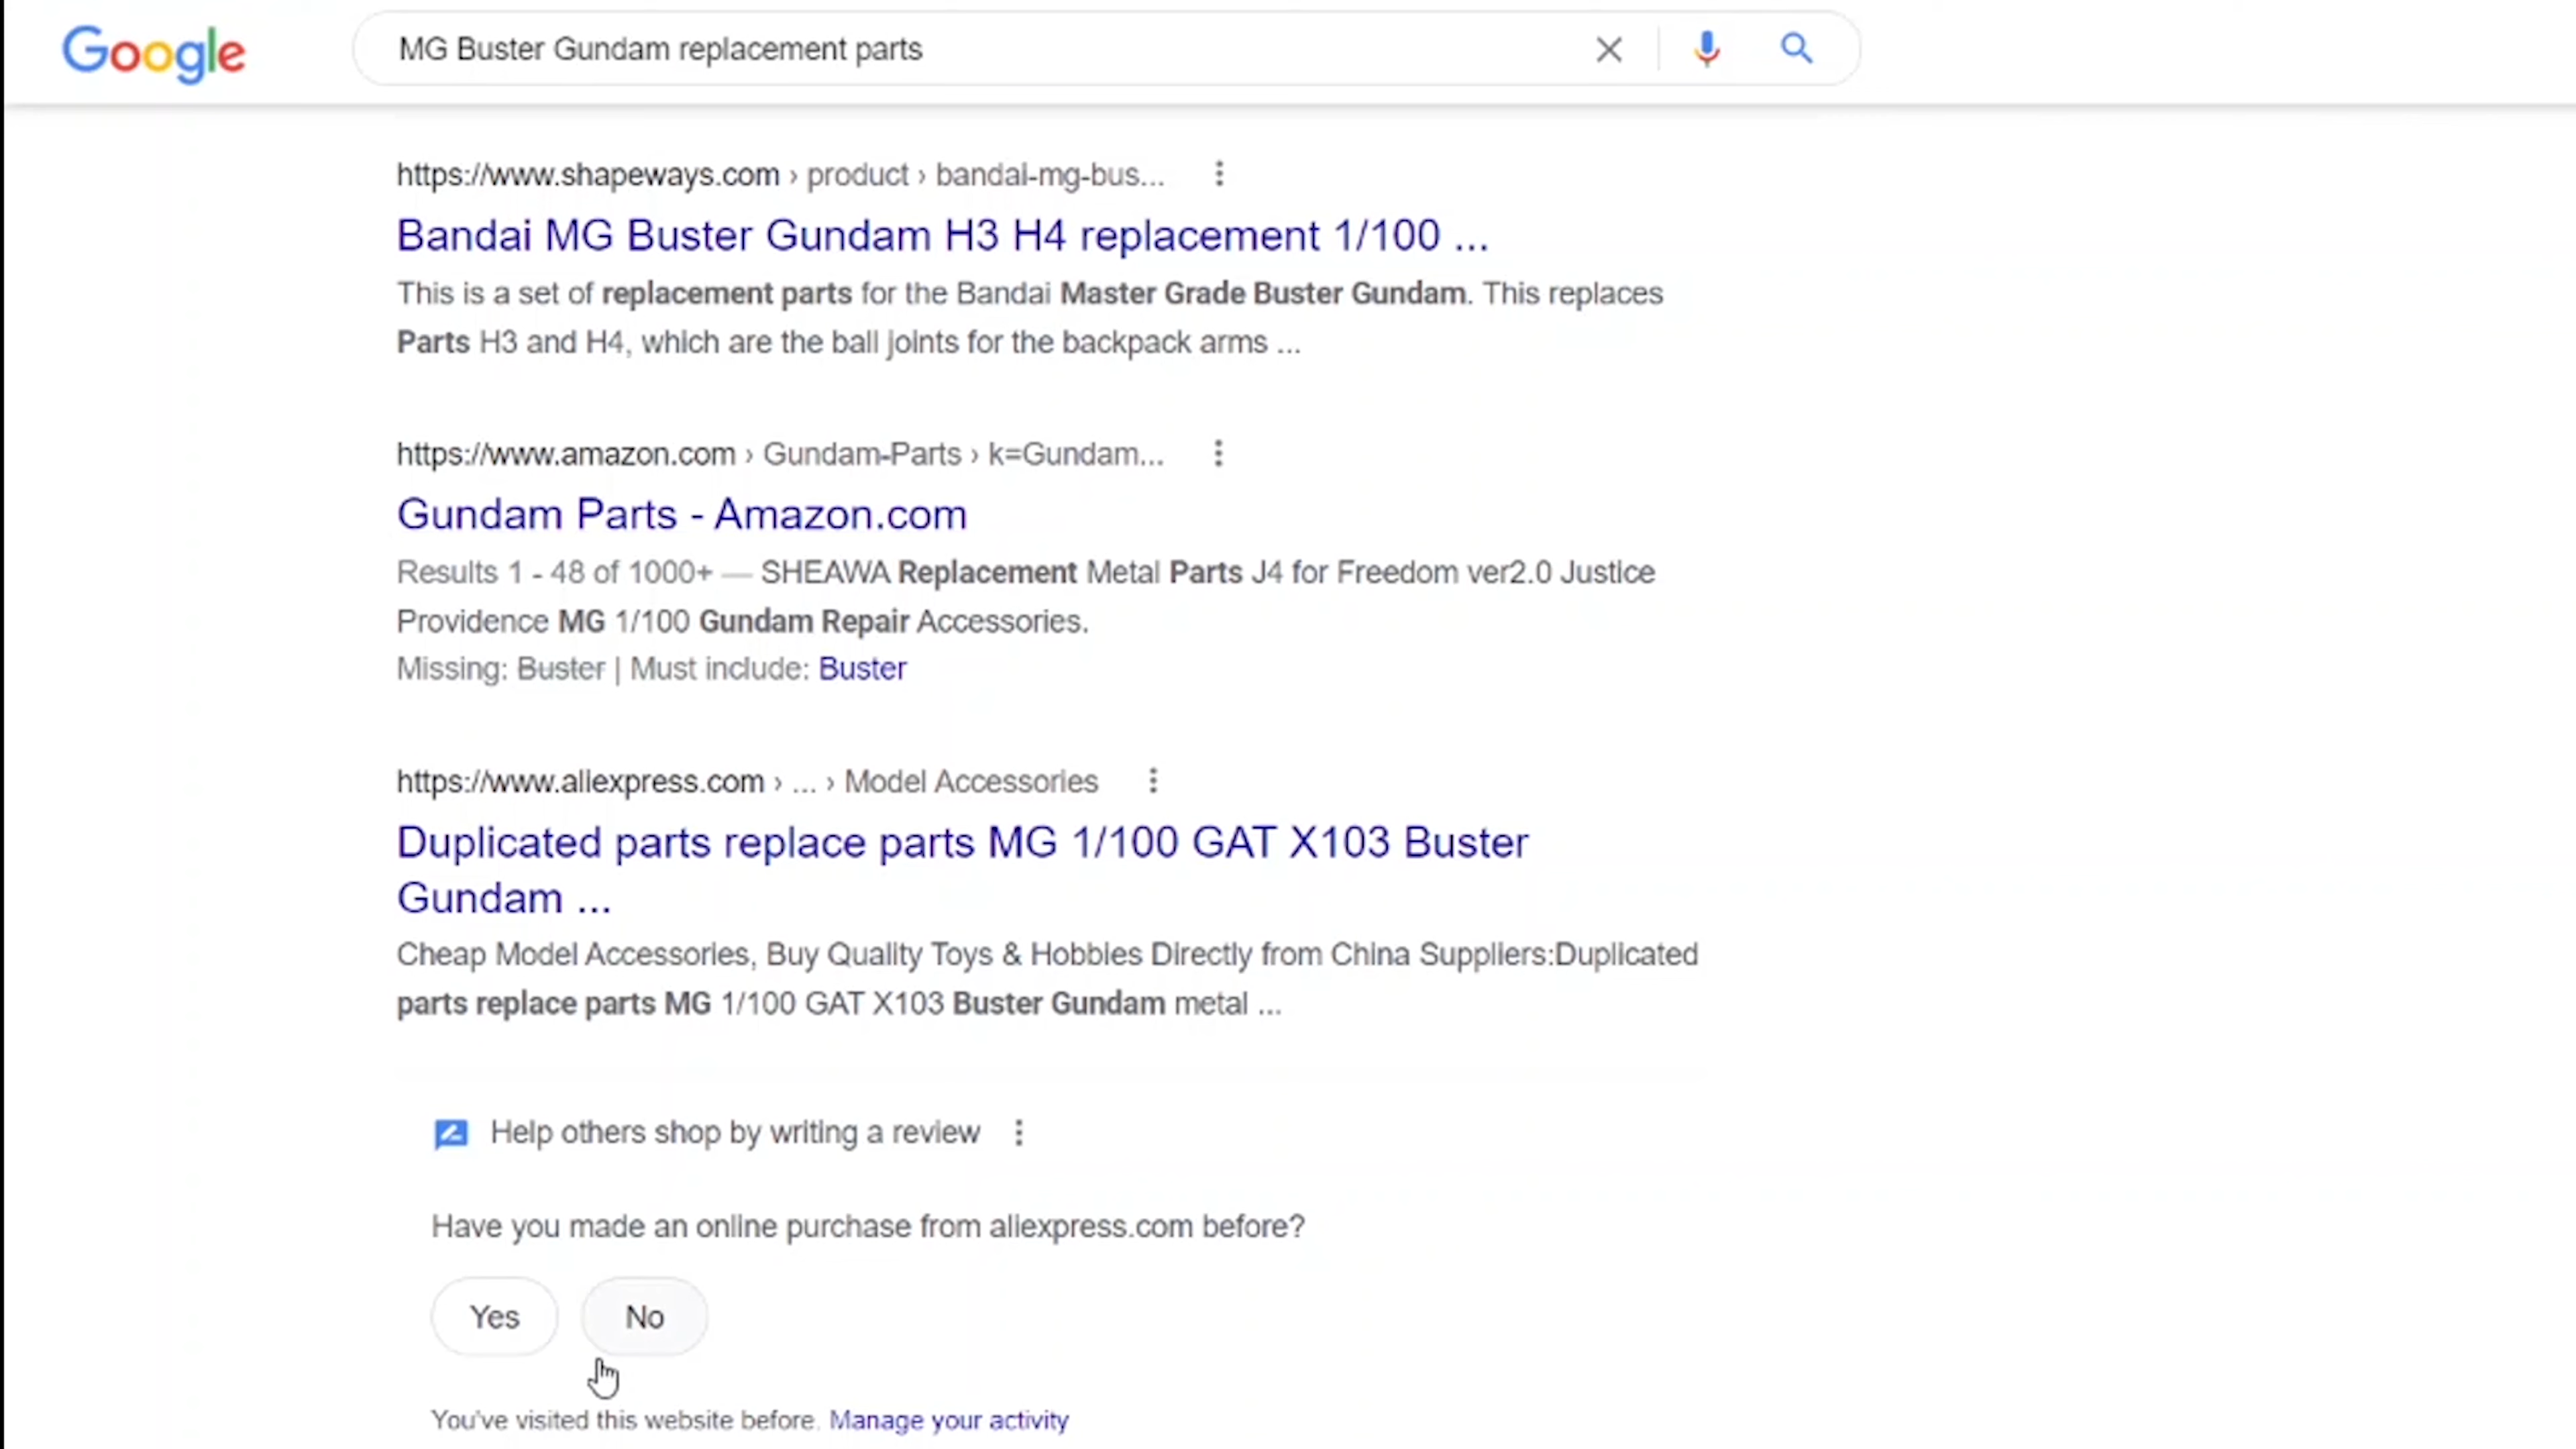 Google
MG Buster Gundam replacement parts
https://www.shapeways.com › product › bandai-mg-bus...
Bandai MG Buster Gundam H3 H4 replacement 1/100 ...
This is a set of replacement parts for the Bandai Master Grade Buster Gundam. This replaces
Parts H3 and H4, which are the ball joints for the backpack arms ...
https://www.amazon.com › Gundam-Parts › k=Gundam...
Gundam Parts - Amazon.com
Results 1 - 48 of 1000+ — SHEAWA Replacement Metal Parts J4 for Freedom ver2.0 Justice
Providence MG 1/100 Gundam Repair Accessories.
Missing: Buster | Must include: Buster
https://www.aliexpress.com › ... › Model Accessories
Duplicated parts replace parts MG 1/100 GAT X103 Buster
Gundam ...
Cheap Model Accessories, Buy Quality Toys & Hobbies Directly from China Suppliers:Duplicated
parts replace parts MG 1/100 GAT X103 Buster Gundam metal ...
Help others shop by writing a review
Have you made an online purchase from aliexpress.com before?
Yes No
You've visited this website before. Manage your activity